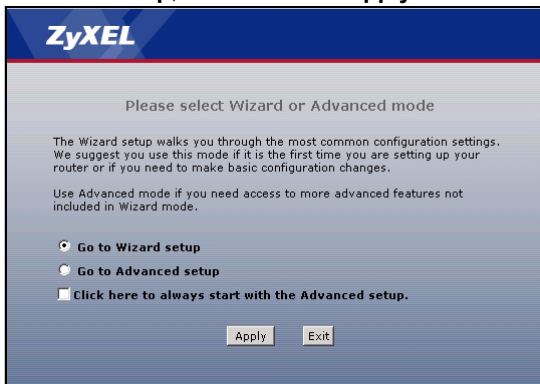 ZyXEL
Please select Wizard or Advanced mode
The Wizard setup walks you through the most common configuration settings.
We suggest you use this mode if it is the first time you are setting up your
router or if you need to make basic configuration changes.
Use Advanced mode if you need access to more advanced features not
included in Wizard mode.
Go to Wizard setup
Go to Advanced setup
Click here to always start with the Advanced setup.
Apply Exit